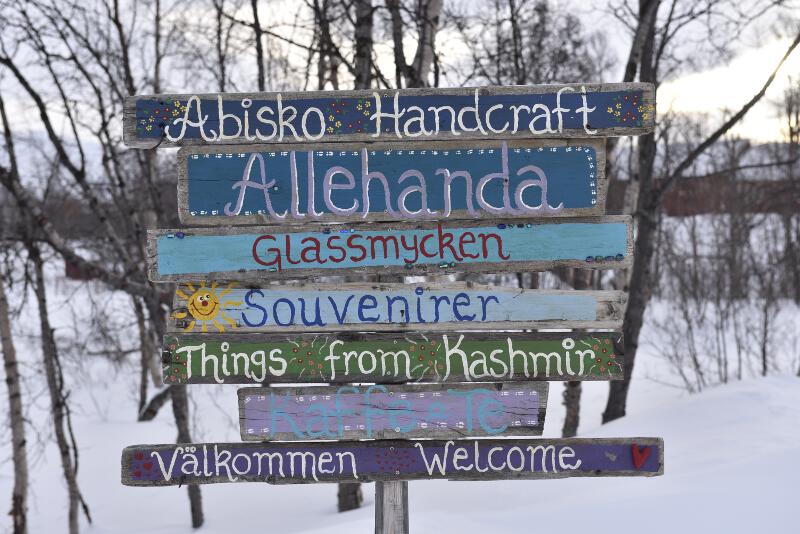 Abisko Handcraft
Allehanda
Glassmycken
Souvenirer
Things from Kashmir
Kaffe & Te
Välkommen Welcome